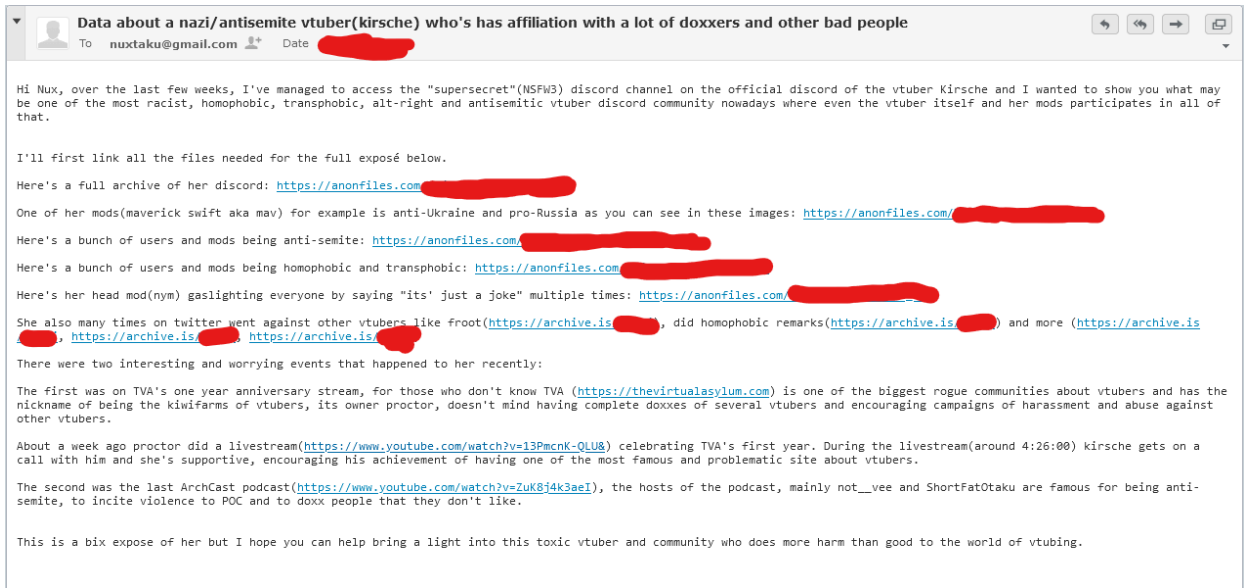 Data about a nazi/antisemite vtuber(kirsche) who's has affiliation with a lot of doxxers and other bad people
To nuxtaku@gmail.com Date
Hi Nux, over the last few weeks, I've managed to access the "supersecret"(NSFW3) discord channel on the official discord of the vtuber Kirsche and I wanted to show you what may
be one of the most racist, homophobic, transphobic, alt-right and antisemitic vtuber discord community nowadays where even the vtuber itself and her mods participates in all of
that.
I'll first link all the files needed for the full exposé below.
Here's a full archive of her discord: https://anonfiles.com
One of her mods(maverick swift aka mav) for example is anti-Ukraine and pro-Russia as you can see in these images: https://anonfiles.com/
Here's a bunch of users and mods being anti-semite: https://anonfiles.com/
Here's a bunch of users and mods being homophobic and transphobic: https://anonfiles.com
Here's her head mod(nym) gaslighting everyone by saying "its' just a joke" multiple times: https://anonfiles.com/
She also many times on twitter went against other vtubers like froot(https://archive.is ), did homophobic remarks(https://archive.is/ ) and more (https://archive.is
/ , https://archive.is/ , https://archive.is/
There were two interesting and worrying events that happened to her recently:
The first was on TVA's one year anniversary stream, for those who don't know TVA (https://thevirtualasylum.com) is one of the biggest rogue communities about vtubers and has the
nickname of being the kiwifarms of vtubers, its owner proctor, doesn't mind having complete doxxes of several vtubers and encouraging campaigns of harassment and abuse against
other vtubers.
About a week ago proctor did a livestream(https://www.youtube.com/watch?v=13PmcnK-QLU&) celebrating TVA's first year. During the livestream(around 4:26:00) kirsche gets on a
call with him and she's supportive, encouraging his achievement of having one of the most famous and problematic site about vtubers.
The second was the last ArchCast podcast(https://www.youtube.com/watch?v=ZuK8j4k3aeI), the hosts of the podcast, mainly not__vee and ShortFatOtaku are famous for being anti-
semite, to incite violence to POC and to doxx people that they don't like.
This is a bix expose of her but I hope you can help bring a light into this toxic vtuber and community who does more harm than good to the world of vtubing.